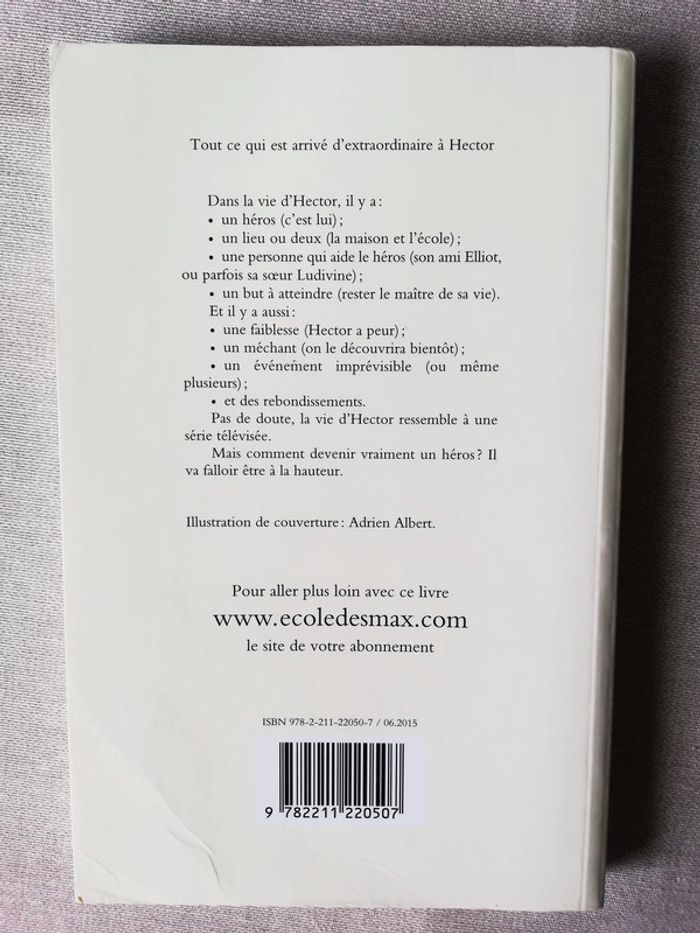 Tout ce qui est arrivé d'extraordinaire à Hector
Dans la vie d'Hector, il y a :
• un héros (c'est lui) ;
• un lieu ou deux (la maison et l'école) ;
• une personne qui aide le héros (son ami Elliot,
ou parfois sa sœur Ludivine) ;
• un but à atteindre (rester le maître de sa vie).
Et il y a aussi :
• une faiblesse (Hector a peur) ;
• un méchant (on le découvrira bientôt) ;
• un événement imprévisible (ou même
plusieurs) ;
• et des rebondissements.
Pas de doute, la vie d'Hector ressemble à une
série télévisée.
Mais comment devenir vraiment un héros ? Il
va falloir être à la hauteur.
Illustration de couverture : Adrien Albert.
Pour aller plus loin avec ce livre
www.ecoledesmax.com
le site de votre abonnement
ISBN 978-2-211-22050-7 / 06.2015
9 782211 220507